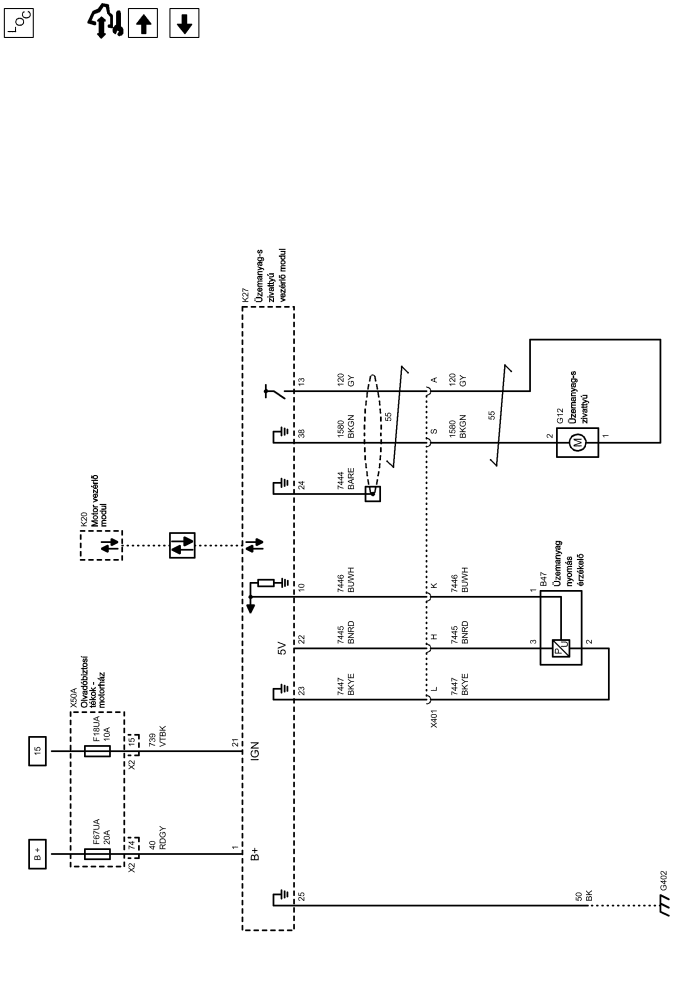 LOC
K27
Üzemanyag-s
zivattyú
vezérlő modul
13
120
GY
A
120
GY
38
1580
BKGN
S
1580
BKGN
55
55
24
7444
BARE
2
G12
Üzemanyag-s
zivattyú
M
1
K20
Motor vezérlő
modul
10
7446
BUWH
K
7446
BUWH
1
B47
Üzemanyag
nyomás
érzékelő
5V
22
7445
BNRD
H
7445
BNRD
3
P
U
2
23
7447
BKYE
L
7447
BKYE
X401
X50A
Olvadóbiztosí
tékok -
motorház
15
F18UA
10A
15
X2
739
VTBK
21
IGN
B+
F67UA
20A
74
X2
40
RDGY
1
B+
25
50
BK
G402